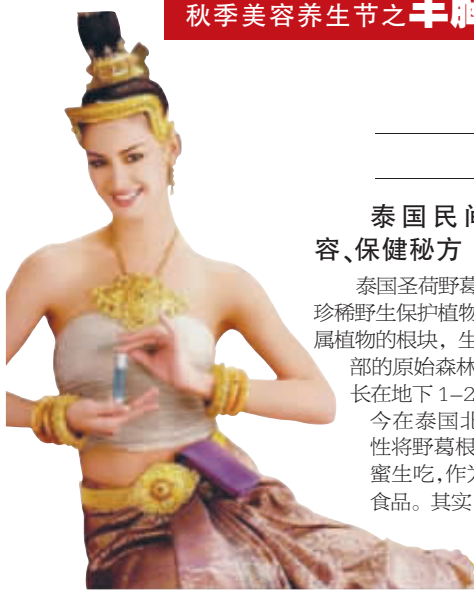 秋季美容养生节之丰胸
泰国民间
容、保健秘方
泰国圣荷野葛
珍稀野生保护植物
属植物的根块，生
部的原始森林
长在地下1-2
今在泰国北
性将野葛根
蜜生吃，作为
食品。其实